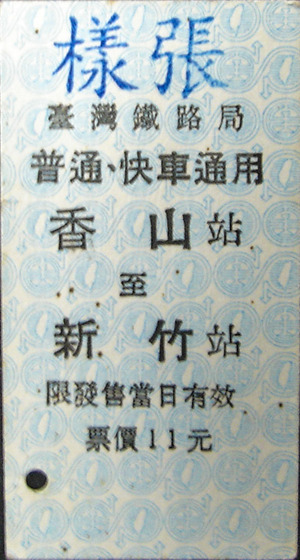 樣張
臺灣鐵路局
普通、快車通用
香山站
至
新竹站
限發售當日有效
票價11元